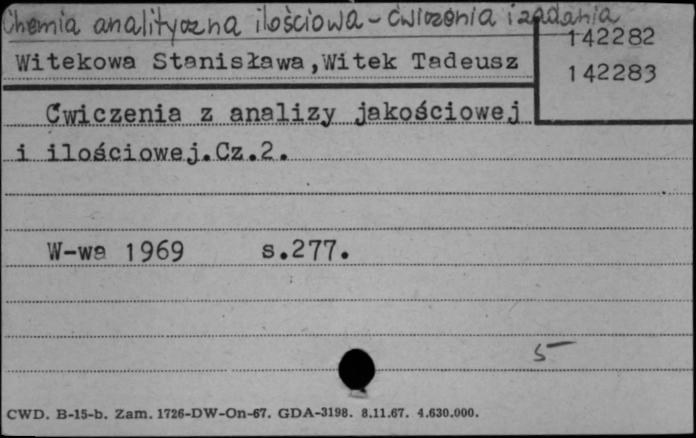 Chemia analityczna ilościowa - ćwiczenia i zadania
142282
Witekowa Stanisława,Witek Tadeusz
142283
Ćwiczenia z analizy jakościowej
i ilościowej.Cz.2.
W-wa 1969 s.277.
5
CWD. B-15-b. Zam. 1726-DW-On-67. GDA-3198. 8.11.67. 4.630.000.